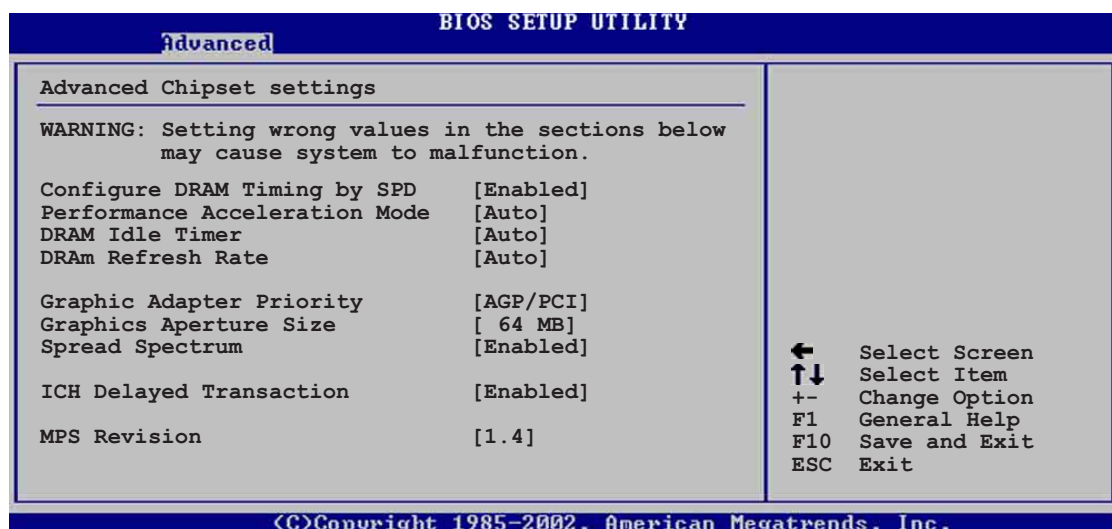 BIOS SETUP UTILITY
Advanced
Advanced Chipset settings
WARNING: Setting wrong values in the sections below
may cause system to malfunction.
Configure DRAM Timing by SPD [Enabled]
Performance Acceleration Mode [Auto]
DRAM Idle Timer [Auto]
DRAm Refresh Rate [Auto]
Graphic Adapter Priority [AGP/PCI]
Graphics Aperture Size [ 64 MB]
Spread Spectrum [Enabled]
ICH Delayed Transaction [Enabled]
MPS Revision [1.4]
← Select Screen
↑↓ Select Item
+- Change Option
F1 General Help
F10 Save and Exit
ESC Exit
(C)Copyright 1985-2002, American Megatrends, Inc.